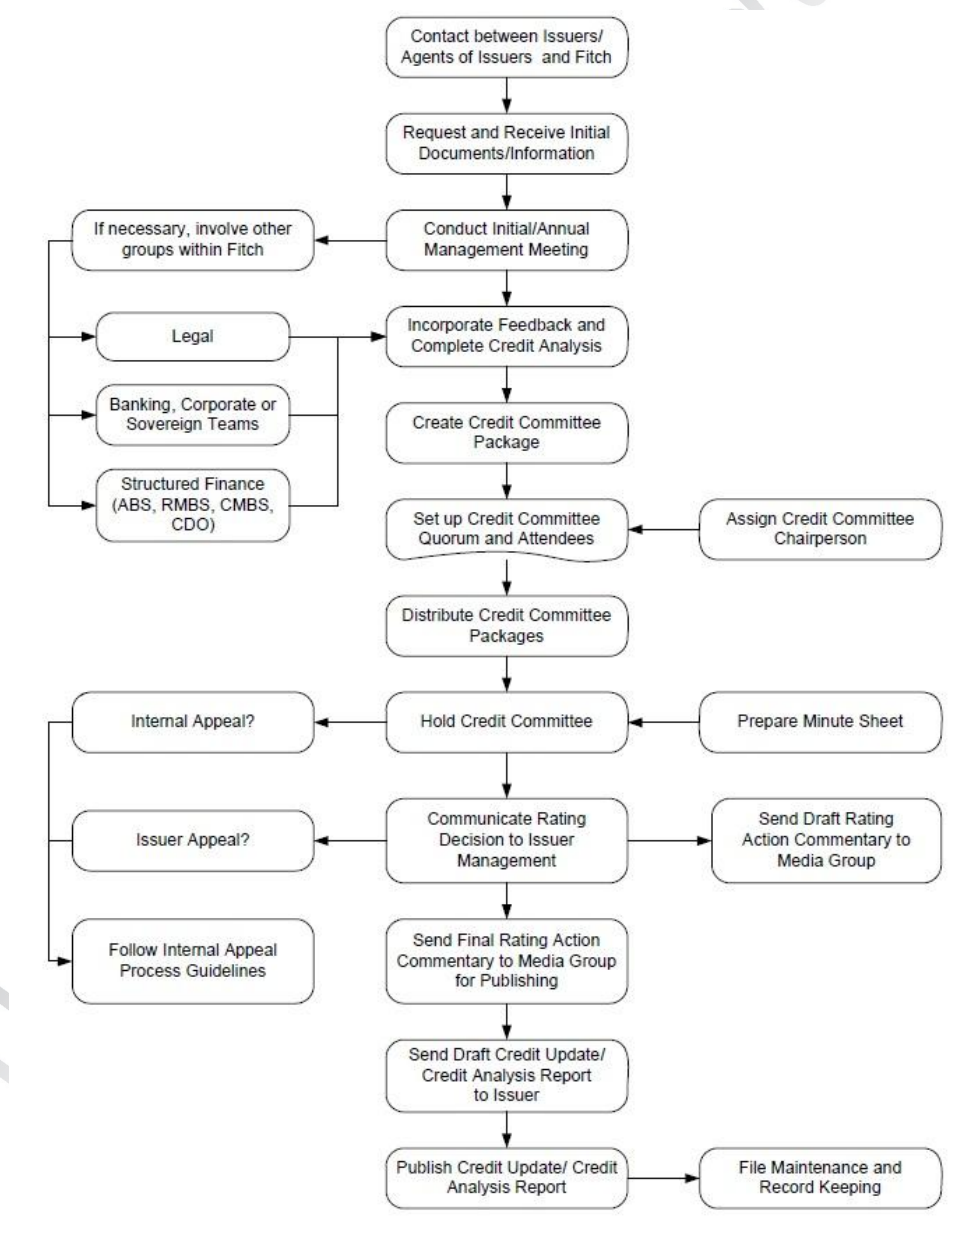 Contact between Issuers/
Agents of Issuers and Fitch
Request and Receive Initial
Documents/Information
If necessary, involve other
groups within Fitch
Conduct Initial/Annual
Management Meeting
Legal
Incorporate Feedback and
Complete Credit Analysis
Banking, Corporate or
Sovereign Teams
Create Credit Committee
Package
Structured Finance
(ABS, RMBS, CMBS,
CDO)
Set up Credit Committee
Quorum and Attendees
Assign Credit Committee
Chairperson
Distribute Credit Committee
Packages
Internal Appeal?
Hold Credit Committee
Prepare Minute Sheet
Issuer Appeal?
Communicate Rating
Decision to Issuer
Management
Send Draft Rating
Action Commentary to
Media Group
Follow Internal Appeal
Process Guidelines
Send Final Rating Action
Commentary to Media Group
for Publishing
Send Draft Credit Update/
Credit Analysis Report
to Issuer
Publish Credit Update/ Credit
Analysis Report
File Maintenance and
Record Keeping